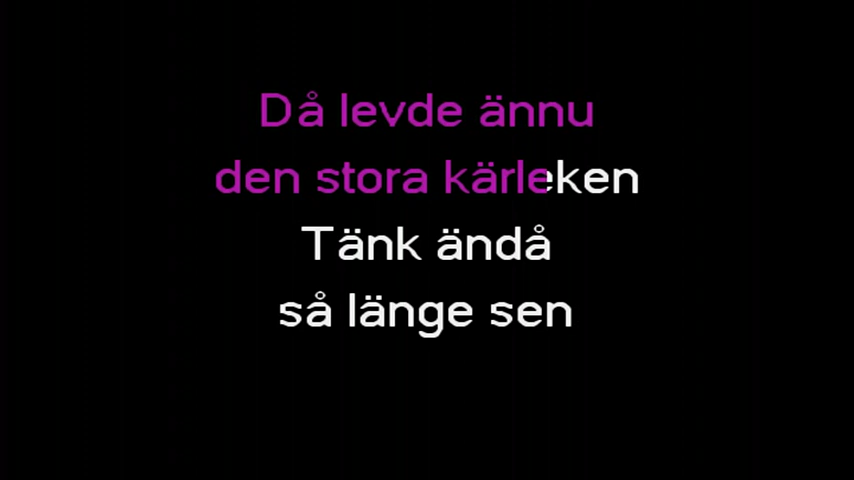 Då levde ännu
den stora kärleken
Tänk ändå
så länge sen